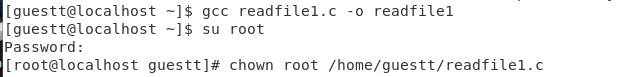 [guestt@localhost ~]$ gcc readfile1.c -o readfile1
[guestt@localhost ~]$ su root
Password:
[root@localhost guestt]# chown root /home/guestt/readfile1.c